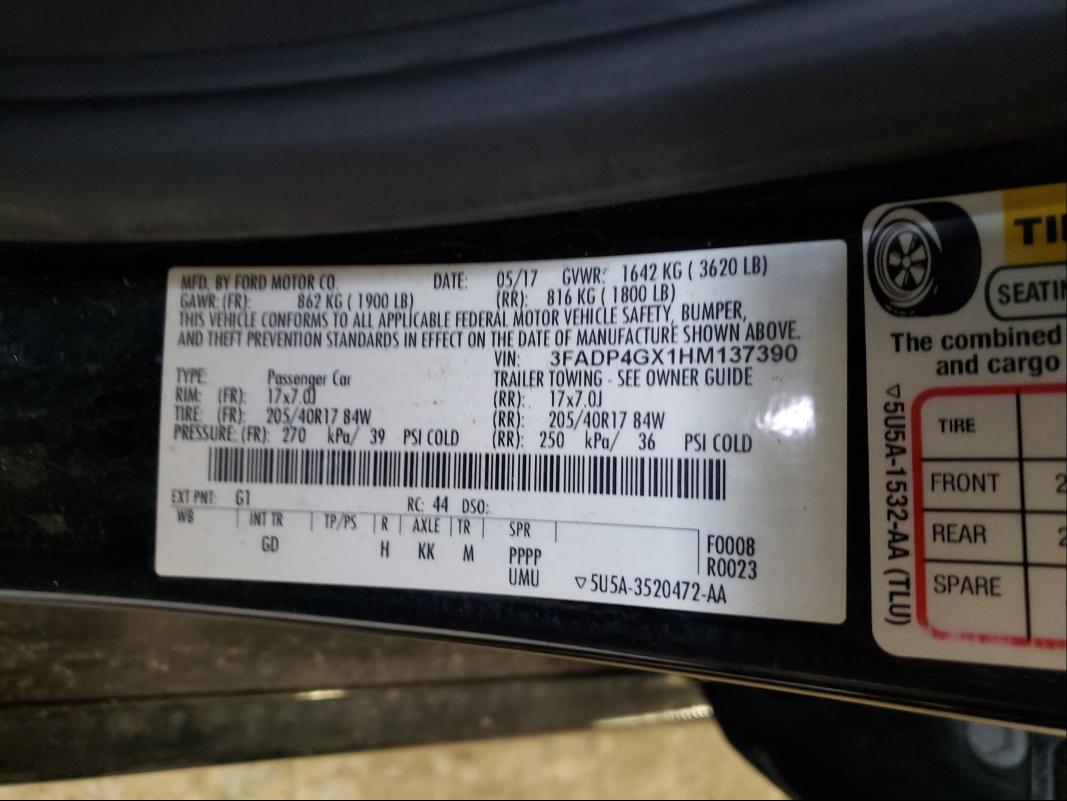 MFD. BY FORD MOTOR CO. DATE: 05/17 GVWR: 1642 KG ( 3620 LB)
GAWR: (FR): 862 KG ( 1900 LB) (RR): 816 KG ( 1800 LB)
THIS VEHICLE CONFORMS TO ALL APPLICABLE FEDERAL MOTOR VEHICLE SAFETY, BUMPER,
AND THEFT PREVENTION STANDARDS IN EFFECT ON THE DATE OF MANUFACTURE SHOWN ABOVE.
VIN: 3FADP4GX1HM137390
TYPE: Passenger Car TRAILER TOWING - SEE OWNER GUIDE
RIM: (FR): 17x7.0J (RR): 17x7.0J
TIRE: (FR): 205/40R17 84W (RR): 205/40R17 84W
PRESSURE: (FR): 270 kPa/ 39 PSI COLD (RR): 250 kPa/ 36 PSI COLD
EXT PNT: G1 RC: 44 DSO:
WB INT TR TP/PS R AXLE TR SPR
GD H KK M PPPP F0008
UMU R0023
▽5U5A-3520472-AA
TI
SEATIN
The combined
and cargo
▽5U5A-1532-AA (TLU)
TIRE
FRONT 2
REAR 2
SPARE